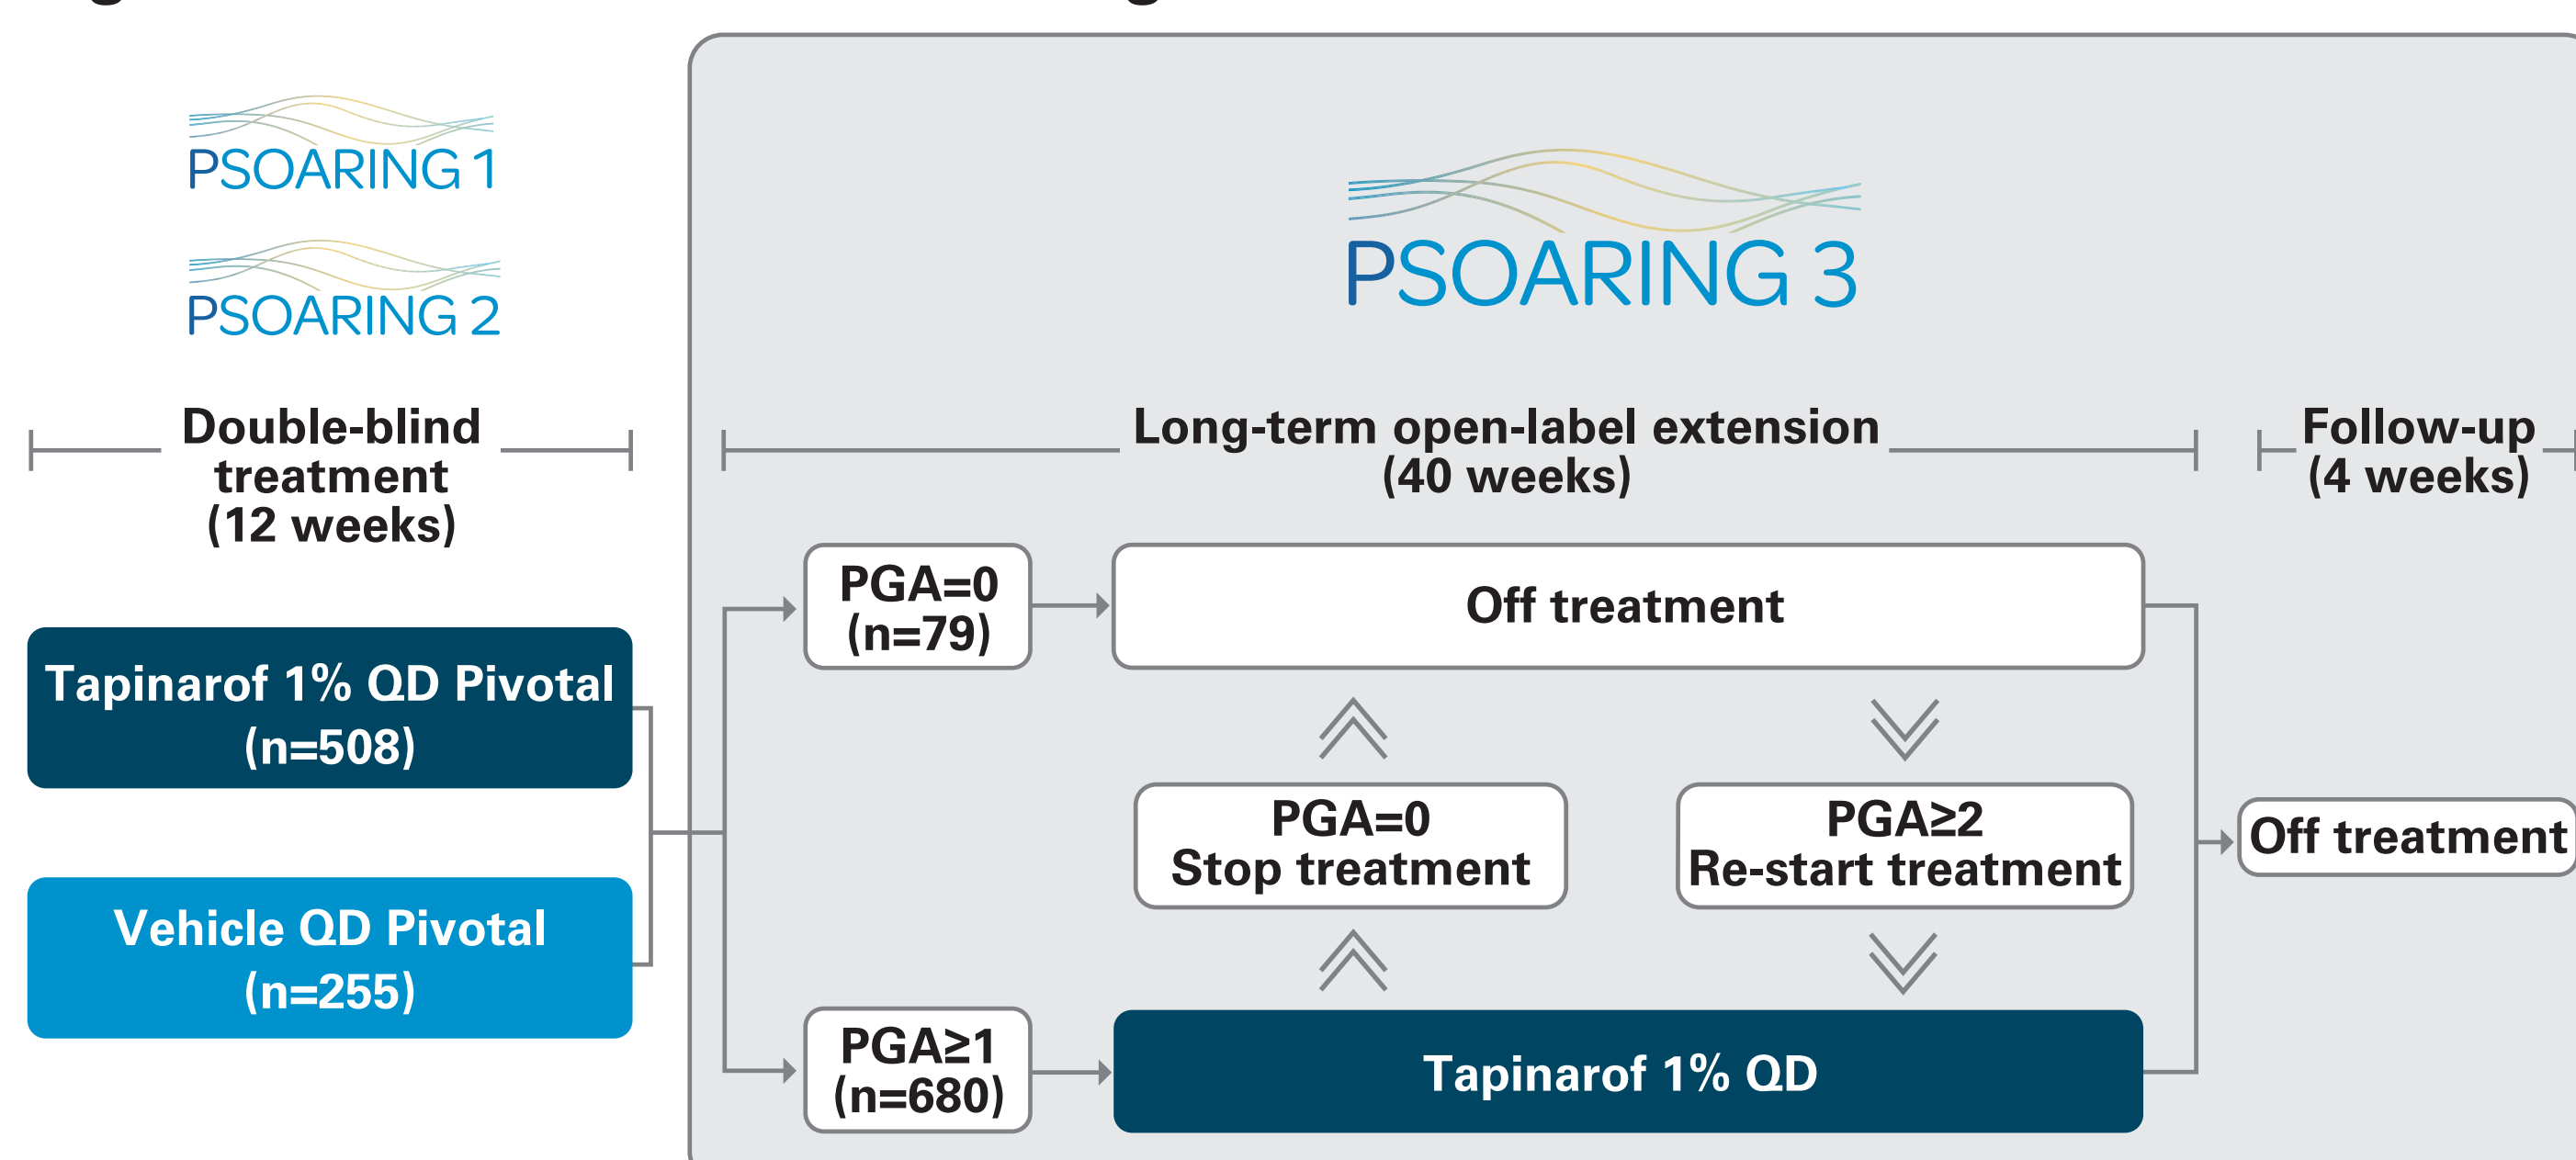 PSOARING 1
PSOARING 2
PSOARING 3
Double-blind
treatment
(12 weeks)
Long-term open-label extension
(40 weeks)
Follow-up
(4 weeks)
Tapinarof 1% QD Pivotal
(n=508)
Vehicle QD Pivotal
(n=255)
PGA=0
(n=79)
Off treatment
PGA=0
Stop treatment
PGA≥2
Re-start treatment
PGA≥1
(n=680)
Tapinarof 1% QD
Off treatment